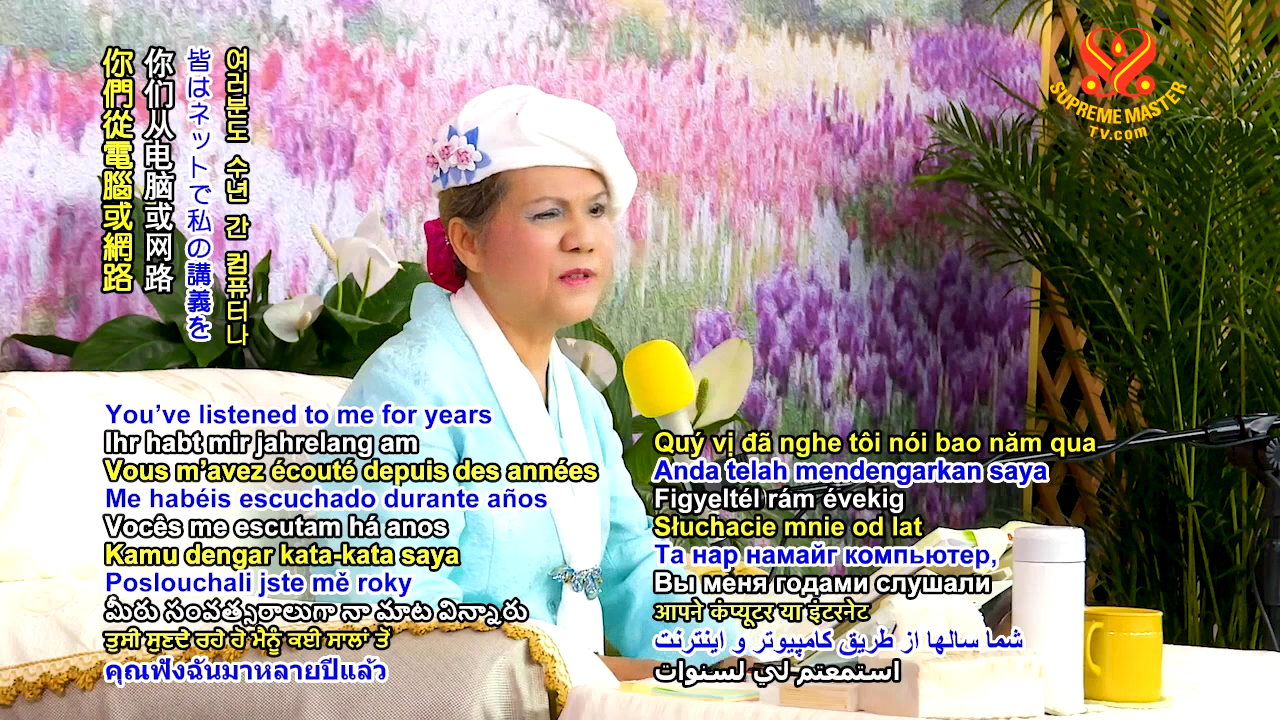 SUPREME MASTER
TV.com
你們從電腦或網路
你们从电脑或网路
皆はネットで私の講義を
여러분도 수년 간 컴퓨터나
You’ve listened to me for years
Ihr habt mir jahrelang am
Vous m’avez écouté depuis des années
Me habéis escuchado durante años
Vocês me escutam há anos
Kamu dengar kata-kata saya
Poslouchali jste mě roky
మీరు సంవత్సరాలుగా నా మాట విన్నారు
ਤੁਸੀ ਸੁਣਦੇ ਰਹੇ ਹੋ ਮੈਨੂੰ ਕਈ ਸਾਲਾਂ ਤੋਂ
คุณฟังฉันมาหลายปีแล้ว
Quý vị đã nghe tôi nói bao năm qua
Anda telah mendengarkan saya
Figyeltél rám évekig
Słuchacie mnie od lat
Та нар намайг компьютер,
Вы меня годами слушали
आपने कंप्यूटर या इंटरनेट
شما سالها از طریق کامپیوتر و اینترنت
استمعتم لي لسنوات